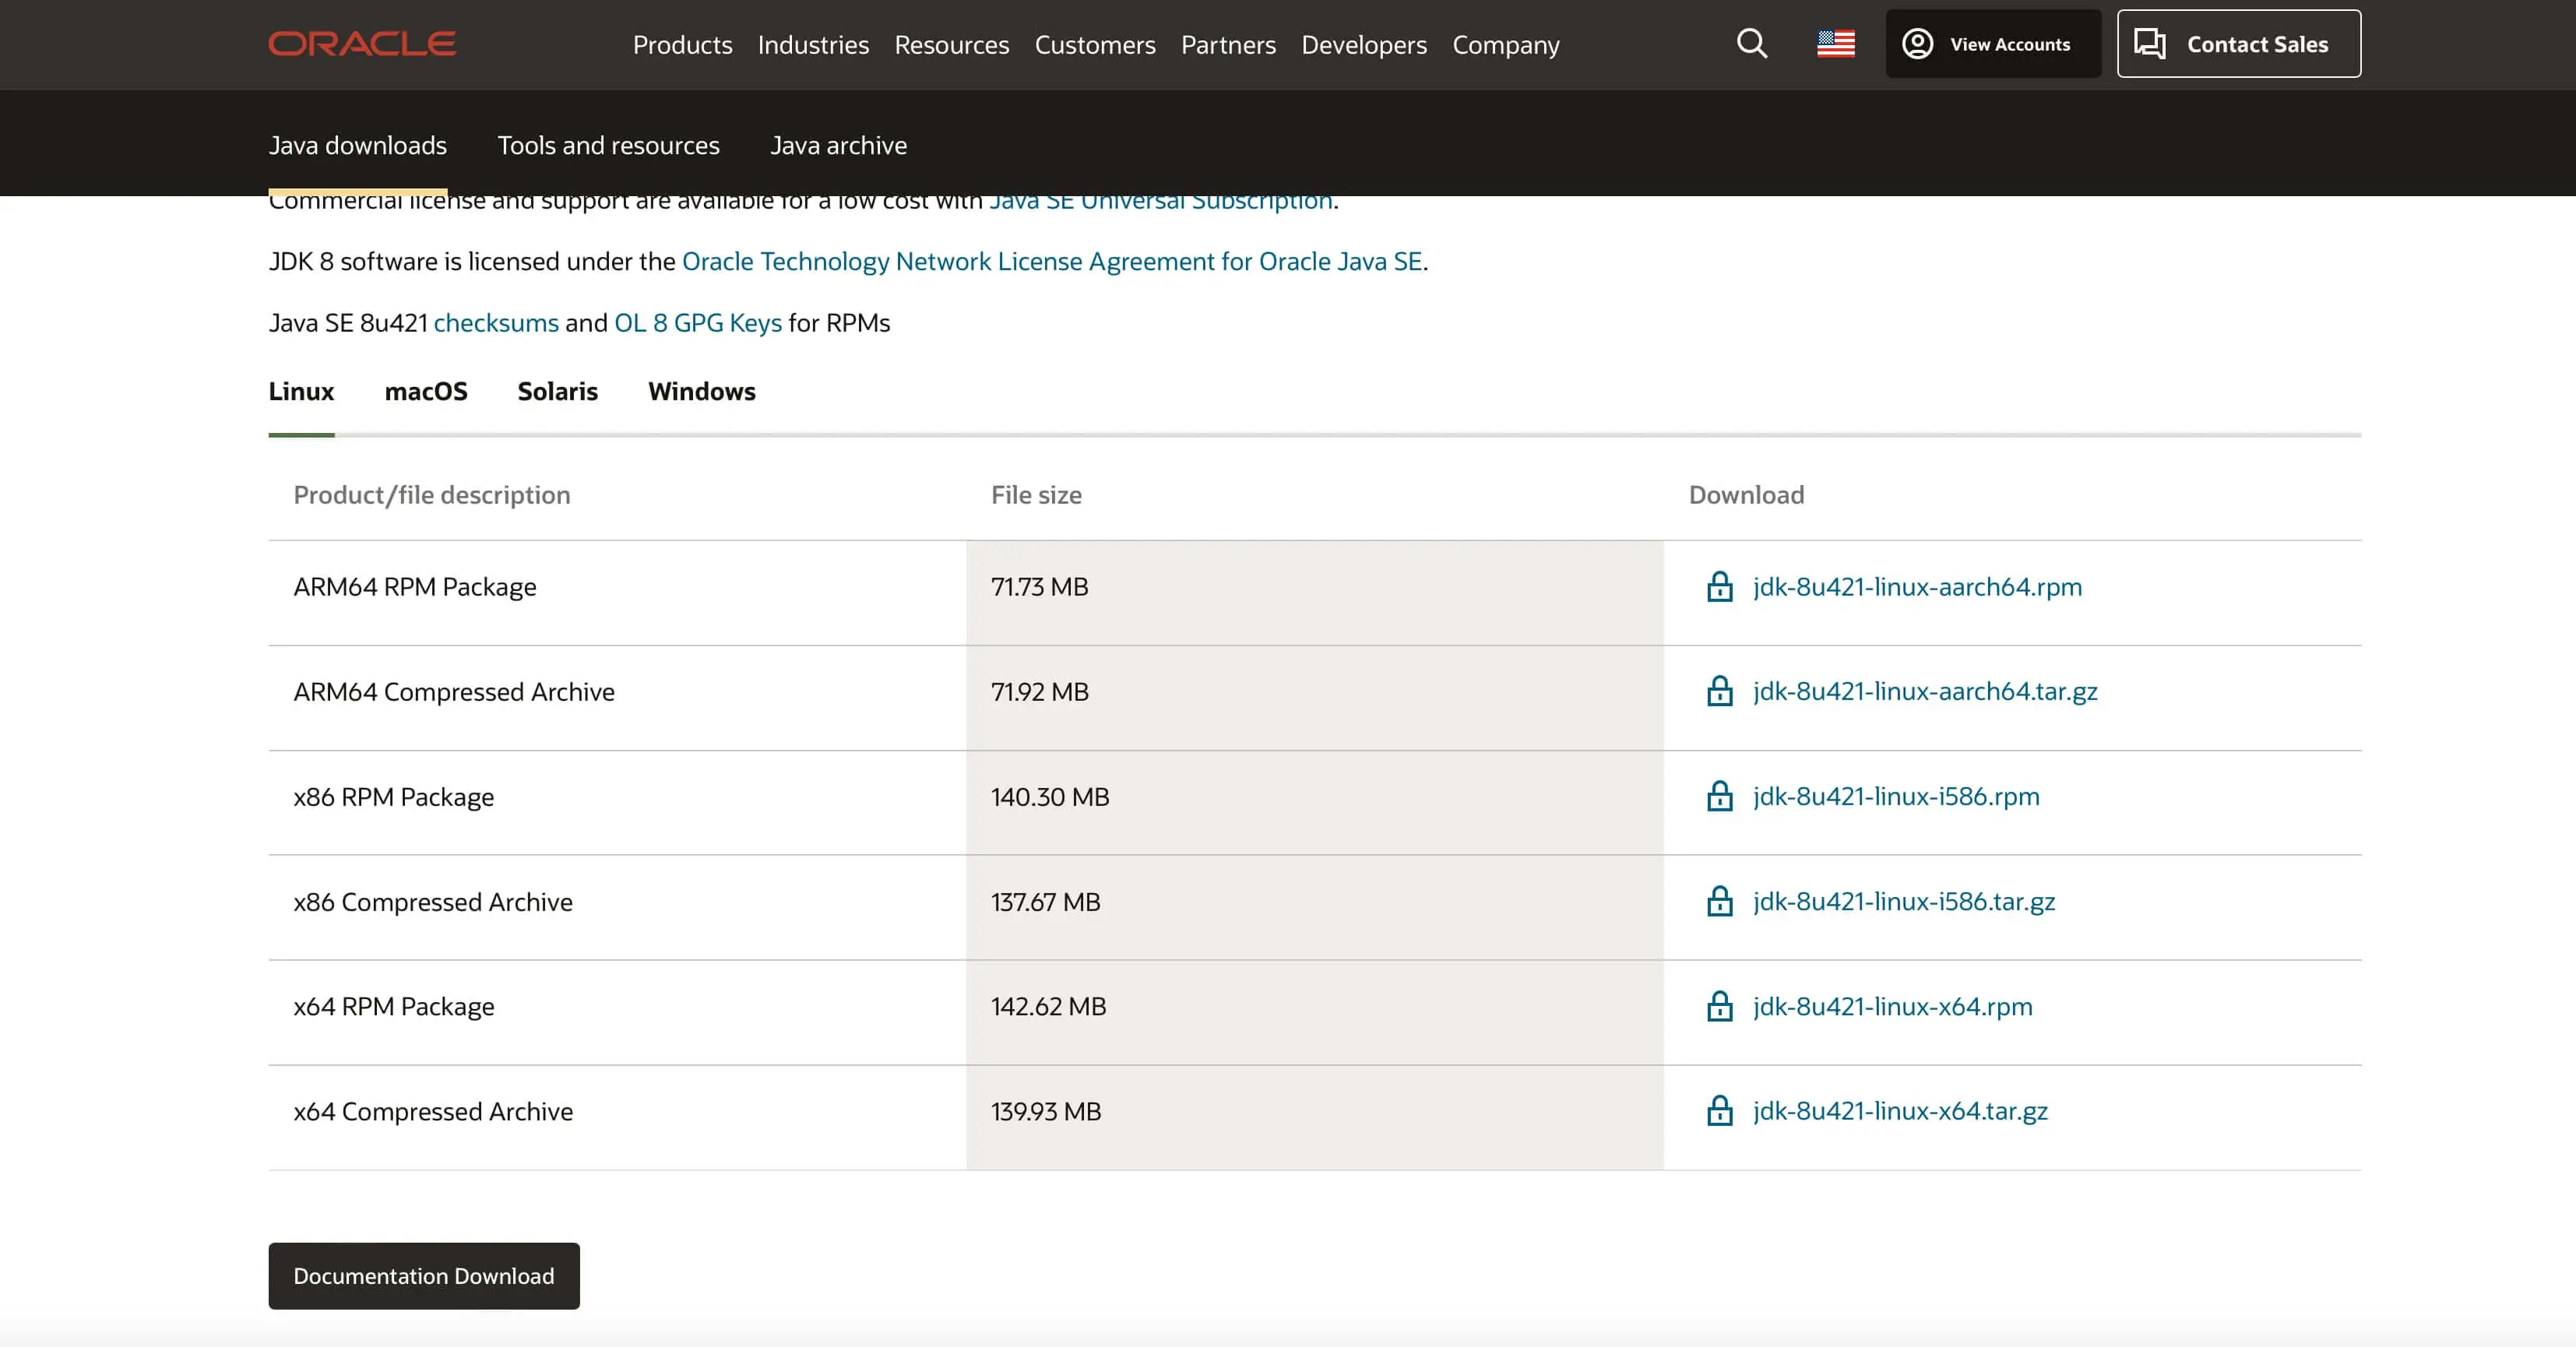 ORACLE
Products Industries Resources Customers Partners Developers Company
View Accounts
Contact Sales
Java downloads Tools and resources Java archive
Commercial license and support are available for a low cost with Java SE Universal Subscription.
JDK 8 software is licensed under the Oracle Technology Network License Agreement for Oracle Java SE.
Java SE 8u421 checksums and OL 8 GPG Keys for RPMs
Linux macOS Solaris Windows
Product/file description File size Download
ARM64 RPM Package 71.73 MB jdk-8u421-linux-aarch64.rpm
ARM64 Compressed Archive 71.92 MB jdk-8u421-linux-aarch64.tar.gz
x86 RPM Package 140.30 MB jdk-8u421-linux-i586.rpm
x86 Compressed Archive 137.67 MB jdk-8u421-linux-i586.tar.gz
x64 RPM Package 142.62 MB jdk-8u421-linux-x64.rpm
x64 Compressed Archive 139.93 MB jdk-8u421-linux-x64.tar.gz
Documentation Download